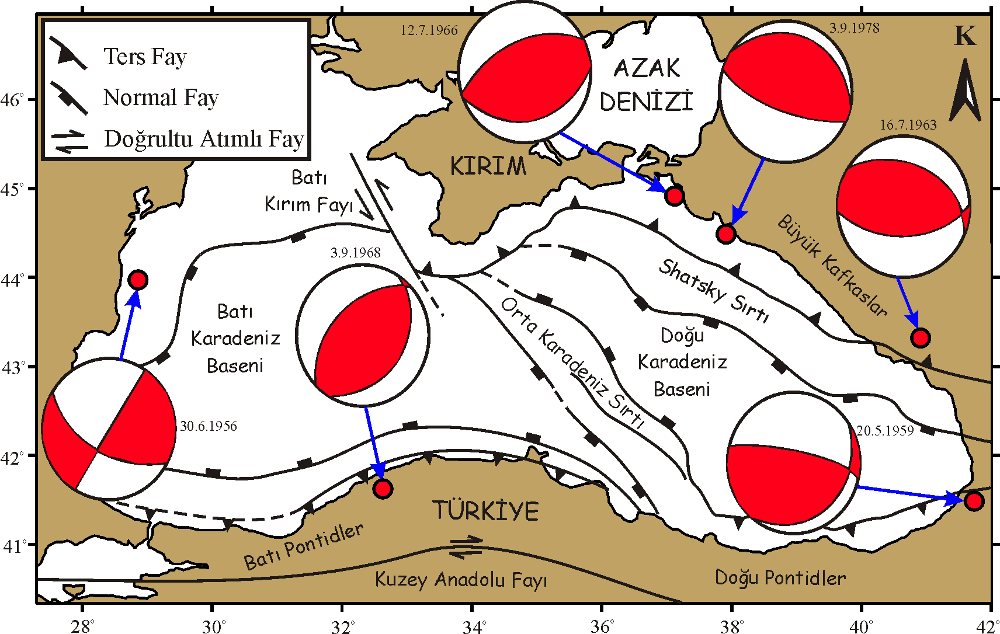 Ters Fay
Normal Fay
Doğrultu Atımlı Fay
12.7.1966
3.9.1978
K
AZAK
DENİZİ
16.7.1963
KIRIM
Batı
Kırım Fayı
Büyük Kafkaslar
3.9.1968
Shatsky Sırtı
Orta Karadeniz Sırtı
Batı
Karadeniz
Baseni
Doğu
Karadeniz
Baseni
30.6.1956
20.5.1959
TÜRKİYE
Batı Pontidler
Kuzey Anadolu Fayı
Doğu Pontidler
46°
45°
44°
43°
42°
41°
28°
30°
32°
34°
36°
38°
40°
42°